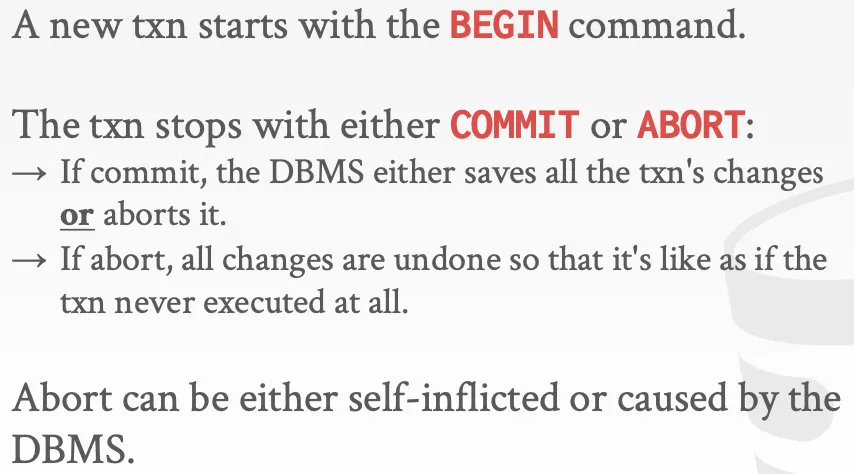 A new txn starts with the BEGIN command.
The txn stops with either COMMIT or ABORT:
→ If commit, the DBMS either saves all the txn's changes
or aborts it.
→ If abort, all changes are undone so that it's like as if the
txn never executed at all.
Abort can be either self-inflicted or caused by the
DBMS.